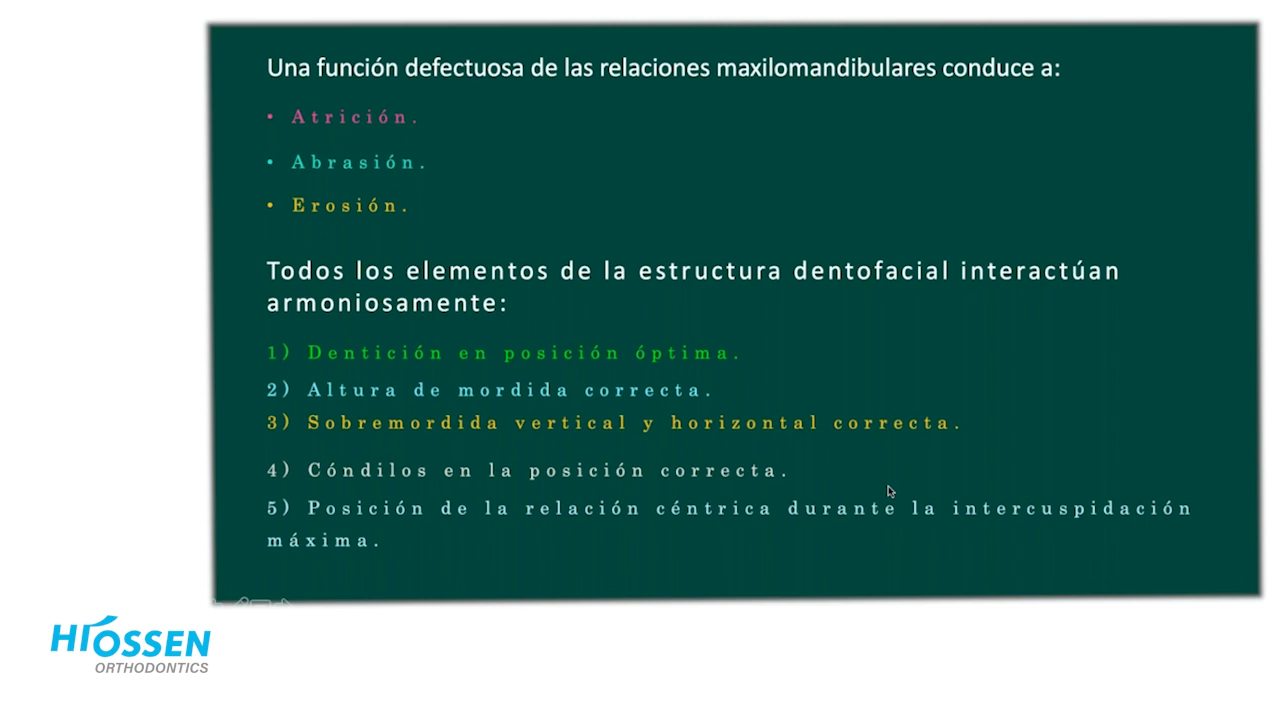 Una función defectuosa de las relaciones maxilomandibulares conduce a:
• Atrición.
• Abrasión.
• Erosión.
Todos los elementos de la estructura dentofacial interactúan
armoniosamente:
1) Dentición en posición óptima.
2) Altura de mordida correcta.
3) Sobremordida vertical y horizontal correcta.
4) Cóndilos en la posición correcta.
5) Posición de la relación céntrica durante la intercuspidación
máxima.
HIOSSEN
ORTHODONTICS